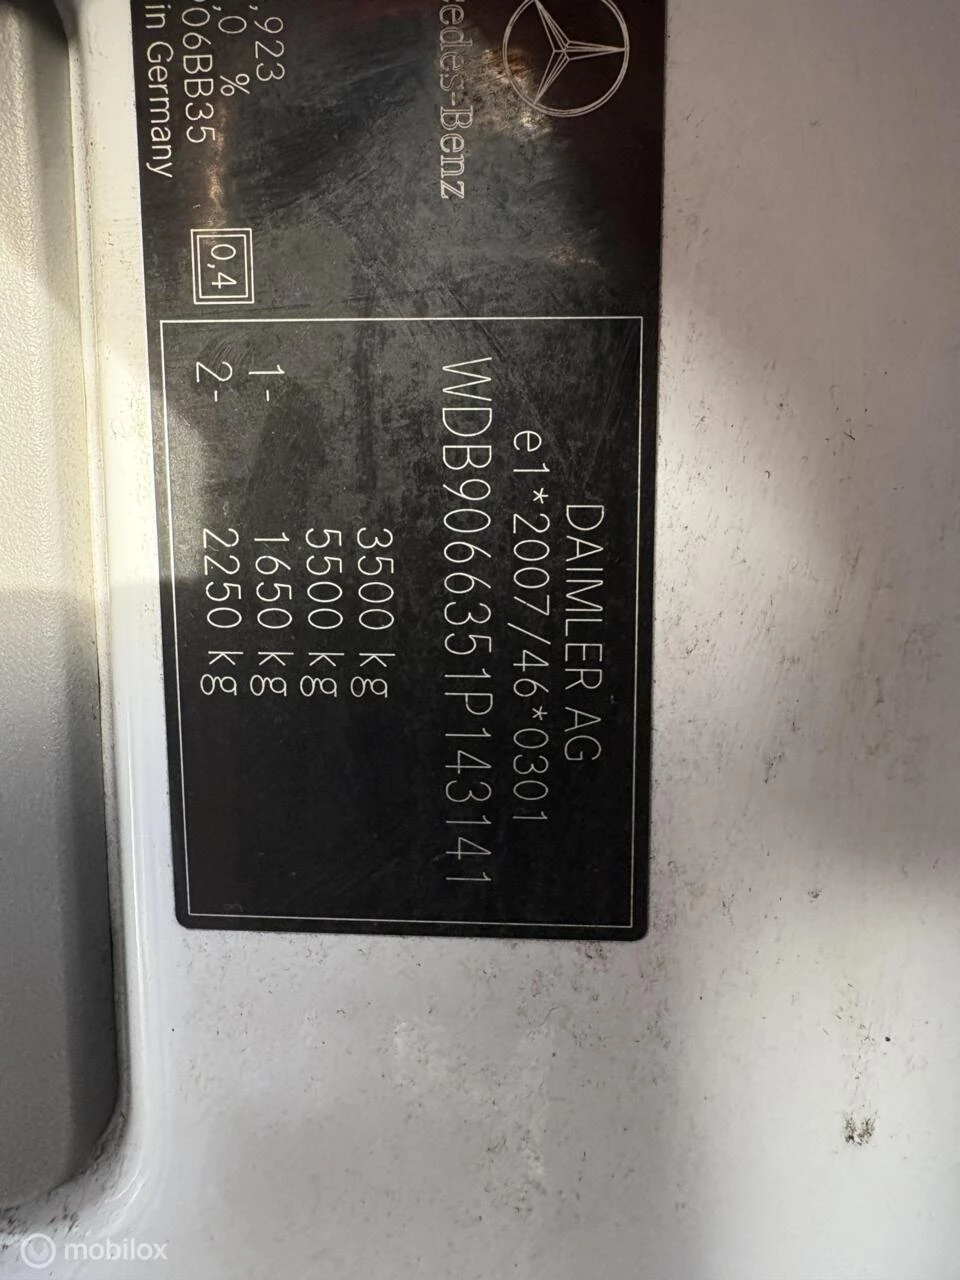 edes-Benz
,923
,0 %
06BB35
in Germany
0,4
DAIMLER AG
e1*2007/46*0301
WDB9066351P143141
3500 kg
5500 kg
1- 1650 kg
2- 2250 kg
mobilox